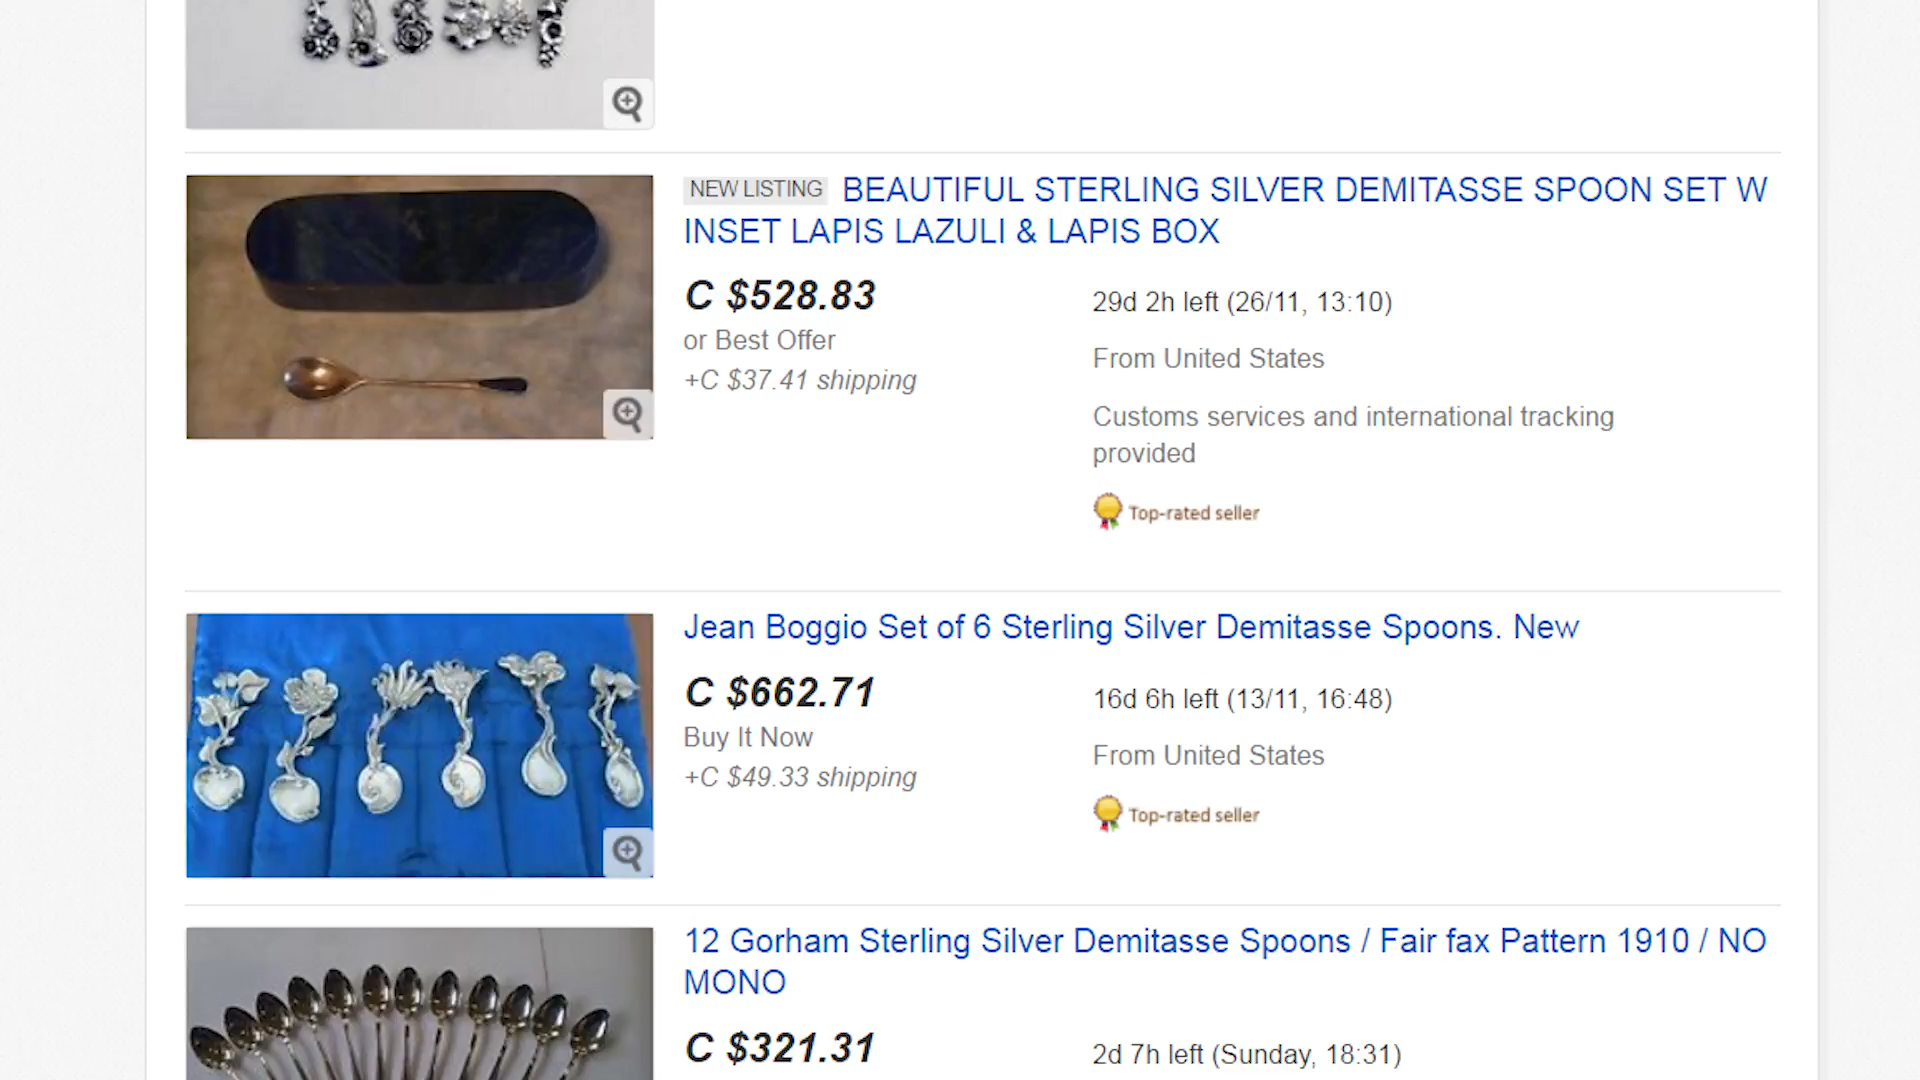 NEW LISTING BEAUTIFUL STERLING SILVER DEMITASSE SPOON SET W
INSET LAPIS LAZULI & LAPIS BOX
C $528.83
or Best Offer
+C $37.41 shipping
29d 2h left (26/11, 13:10)
From United States
Customs services and international tracking
provided
Top-rated seller
Jean Boggio Set of 6 Sterling Silver Demitasse Spoons. New
C $662.71
Buy It Now
+C $49.33 shipping
16d 6h left (13/11, 16:48)
From United States
Top-rated seller
12 Gorham Sterling Silver Demitasse Spoons / Fair fax Pattern 1910 / NO
MONO
C $321.31
2d 7h left (Sunday, 18:31)